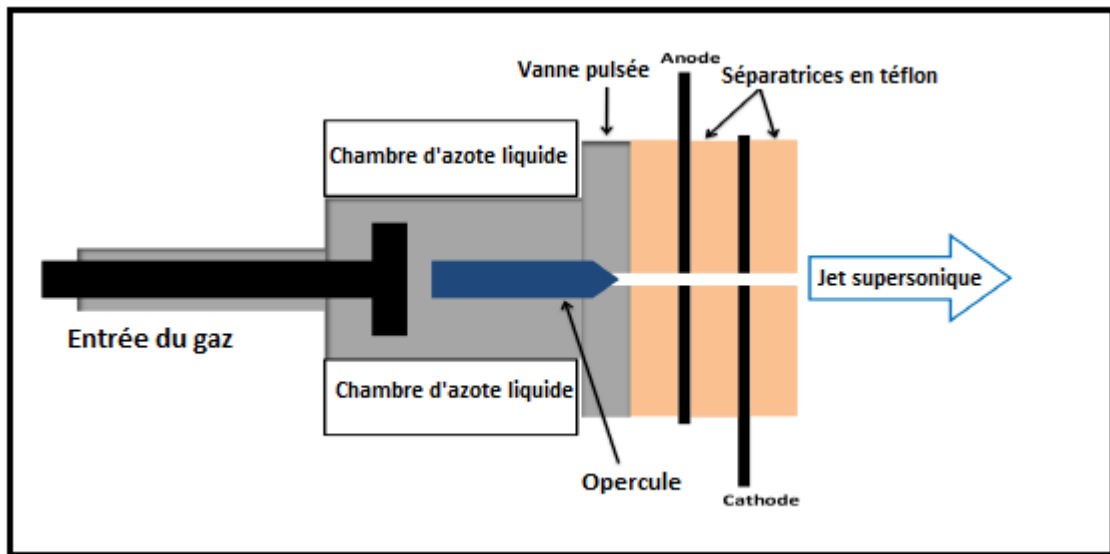 Anode
Vanne pulsée
Séparatrices en téflon
Chambre d'azote liquide
Jet supersonique
Entrée du gaz
Chambre d'azote liquide
Opercule
Cathode